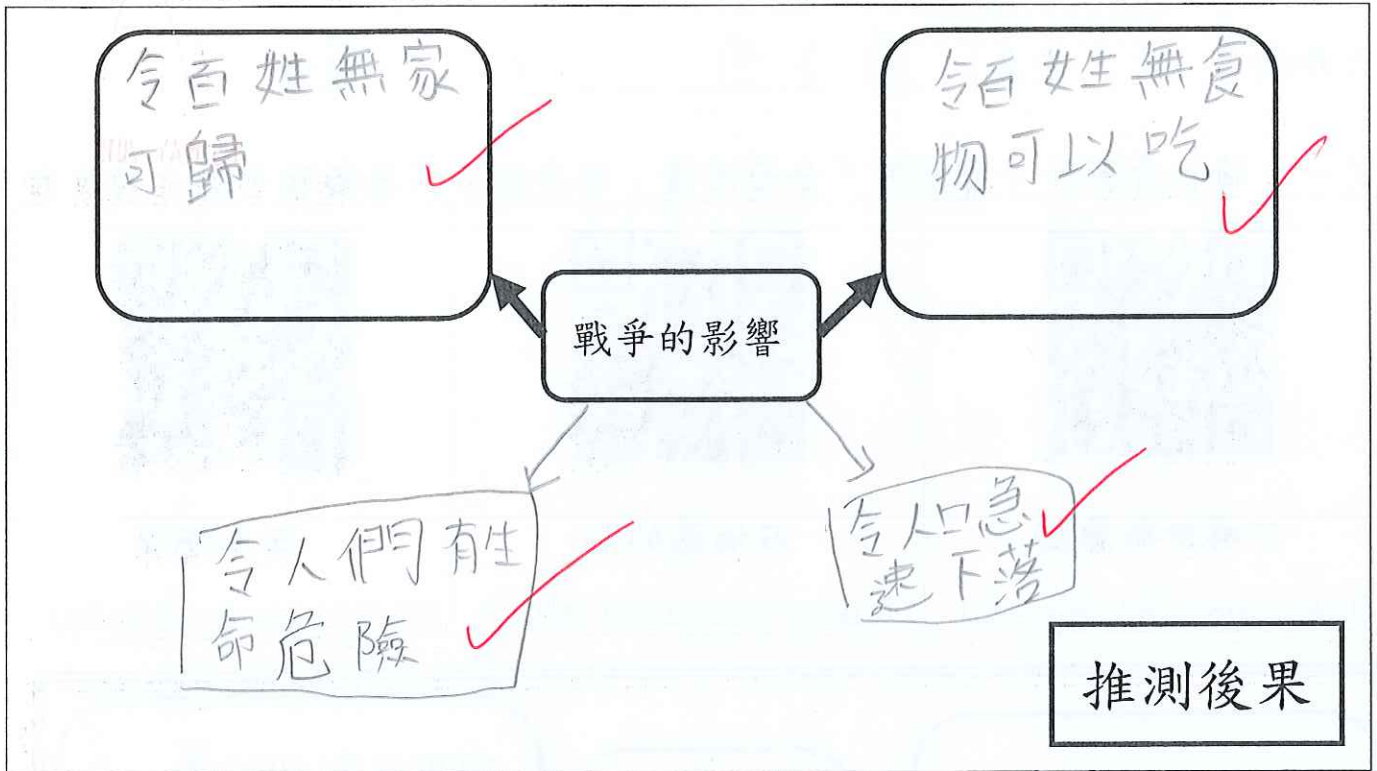 令百姓無家
可歸
令百姓無食
物可以吃
戰爭的影響
令人們有生
命危險
令人口急
速下落
推測後果